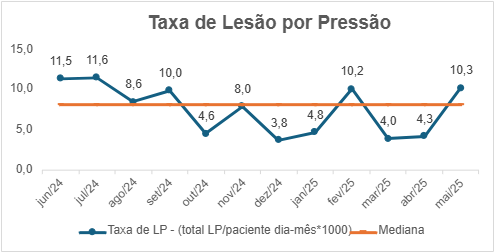 Taxa de Lesão por Pressão
15,0
10,0
5,0
0,0
11,5
11,6
8,6
10,0
4,6
8,0
3,8
4,8
10,2
4,0
4,3
10,3
jun/24
jul/24
ago/24
set/24
out/24
nov/24
dez/24
jan/25
fev/25
mar/25
abr/25
mai/25
Taxa de LP - (total LP/paciente dia-mês*1000)
Mediana